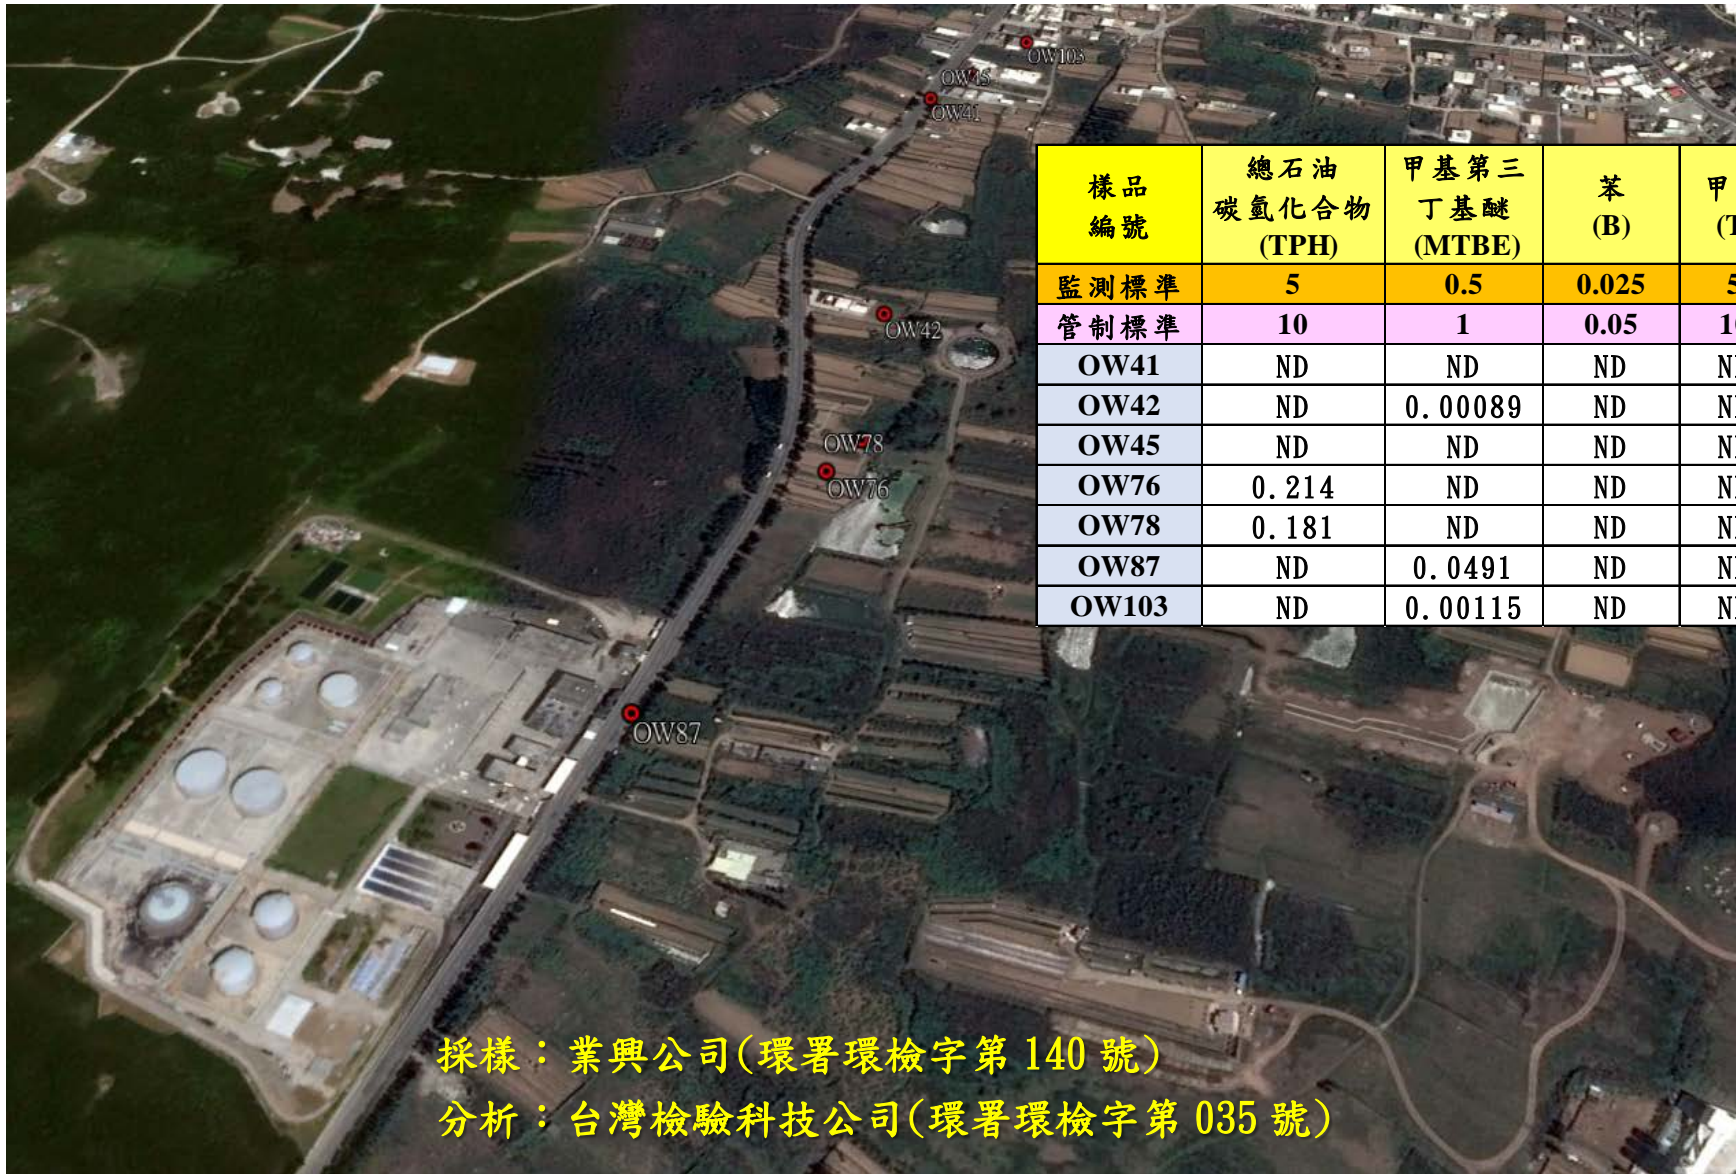 OW103
OW45
OW41
OW42
OW78
OW76
OW87
樣品編號 總石油碳氫化合物(TPH) 甲基第三丁基醚(MTBE) 苯(B) 甲
監測標準 5 0.5 0.025 5
管制標準 10 1 0.05
OW41 ND ND ND
OW42 ND 0.00089 ND
OW45 ND ND ND
OW76 0.214 ND ND
OW78 0.181 ND ND
OW87 ND 0.0491 ND
OW103 ND 0.00115 ND
採樣：業興公司(環署環檢字第 140 號)
分析：台灣檢驗科技公司(環署環檢字第 035 號)